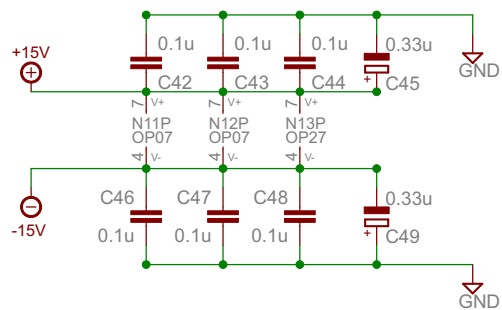 0.1u 0.1u 0.1u 0.33u
+15V
+
GND
C42 C43 C44 + C45
7 V+ 7 V+ 7 V+
N11P N12P N13P
OP07 OP07 OP27
4 V- 4 V- 4 V-
C46 C47 C48 0.33u
-15V
0.1u 0.1u 0.1u + C49
GND